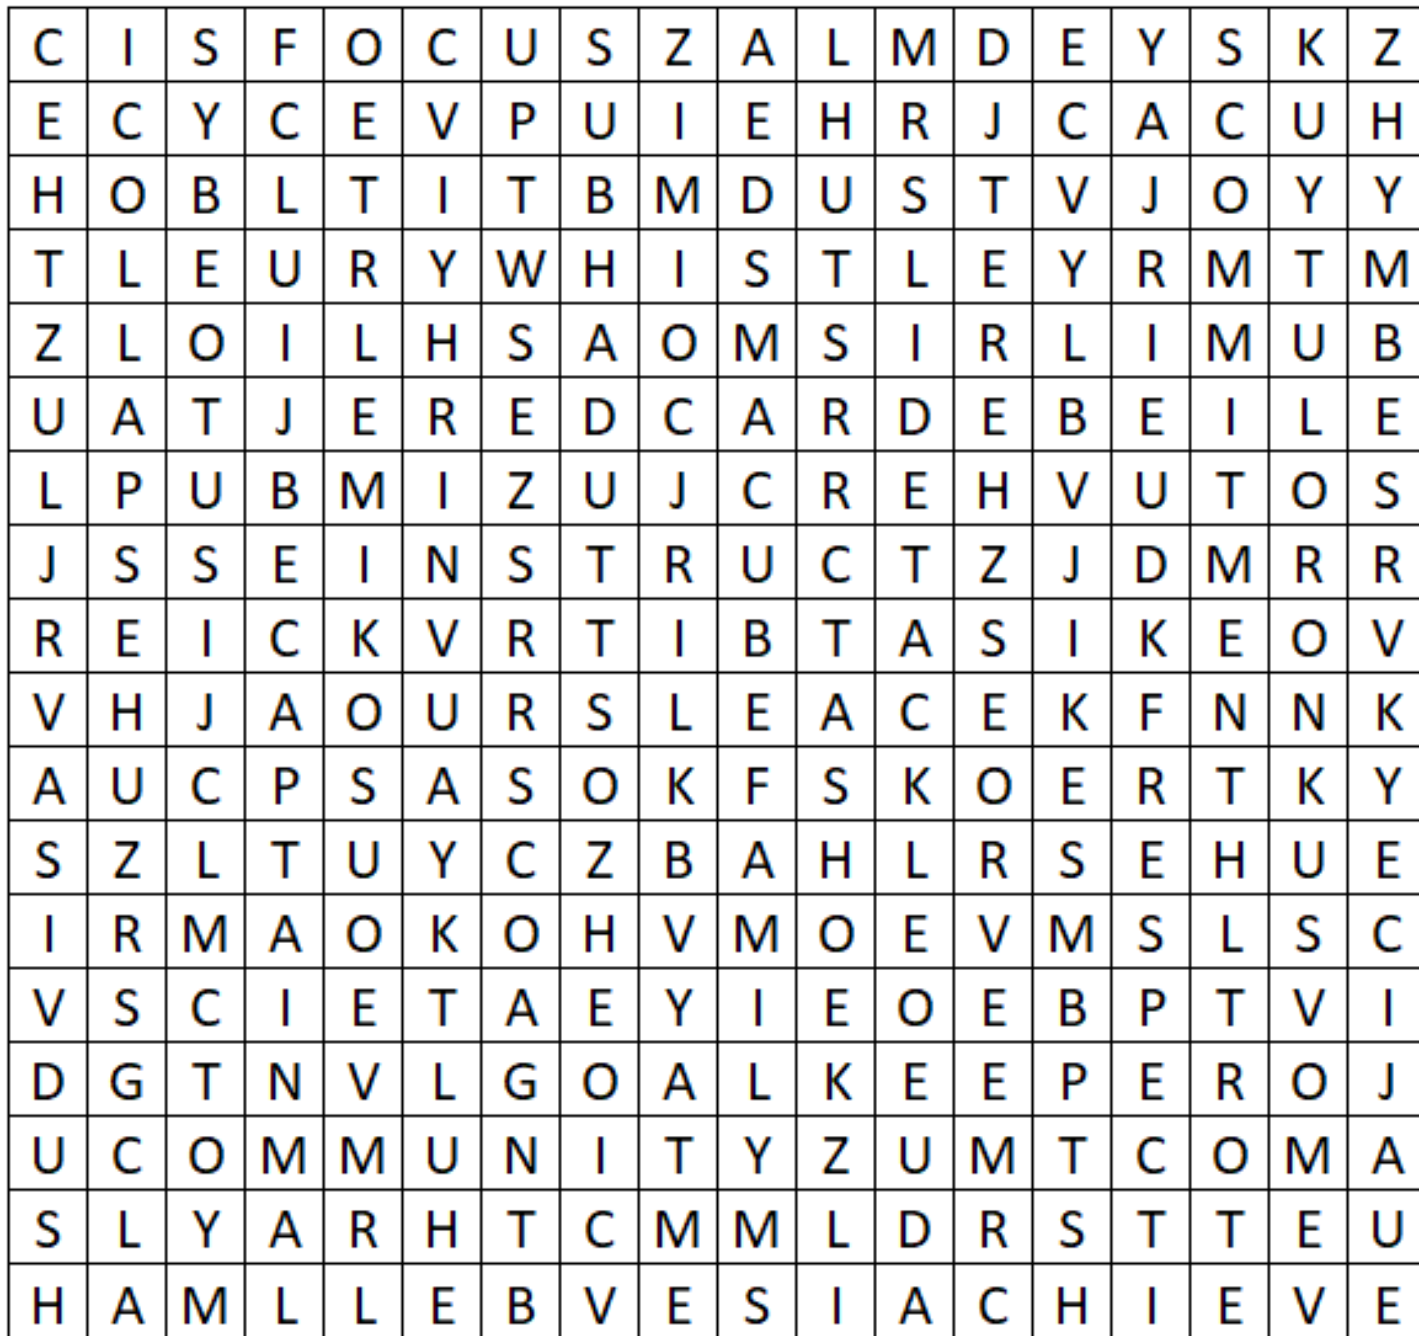 C I S F O C U S Z A L M D E Y S K Z
E C Y C E V P U I E H R J C A C U H
H O B L T I T B M D U S T V J O Y Y
T L E U R Y W H I S T L E Y R M T M
Z L O I L H S A O M S I R L I M U B
U A T J E R E D C A R D E B E I L E
L P U B M I Z U J C R E H V U T O S
J S S E I N S T R U C T Z J D M R R
R E I C K V R T I B T A S I K E O V
V H J A O U R S L E A C E K F N N K
A U C P S A S O K F S K O E R T K Y
S Z L T U Y C Z B A H L R S E H U E
I R M A O K O H V M O E V M S L S C
V S C I E T A E Y I E O E B P T V I
D G T N V L G O A L K E E P E R O J
U C O M M U N I T Y Z U M T C O M A
S L Y A R H T C M M L D R S T T E U
H A M L L E B V E S I A C H I E V E